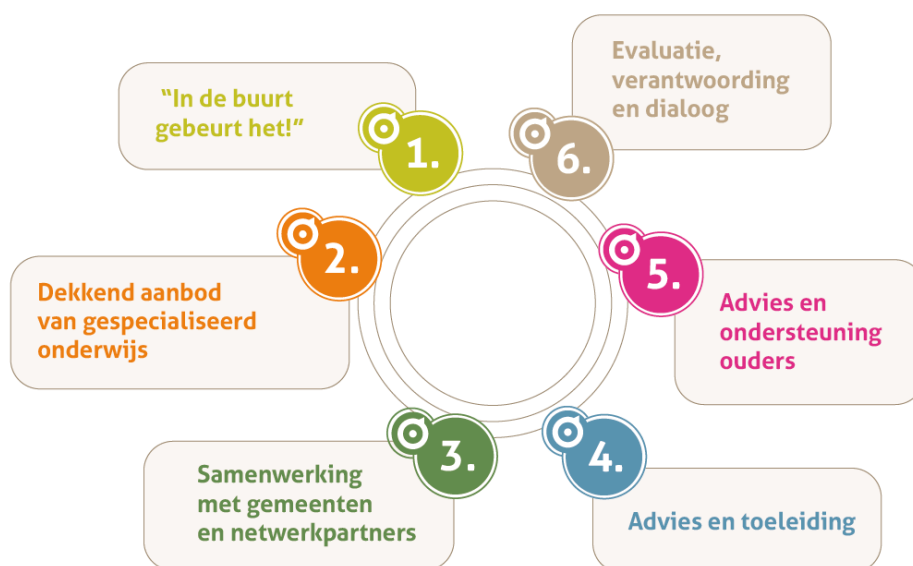 1.
“In de buurt
gebeurt het!”
2.
Dekkend aanbod
van gespecialiseerd
onderwijs
3.
Samenwerking
met gemeenten
en netwerkpartners
4.
Advies en toeleiding
5.
Advies en
ondersteuning
ouders
6.
Evaluatie,
verantwoording
en dialoog